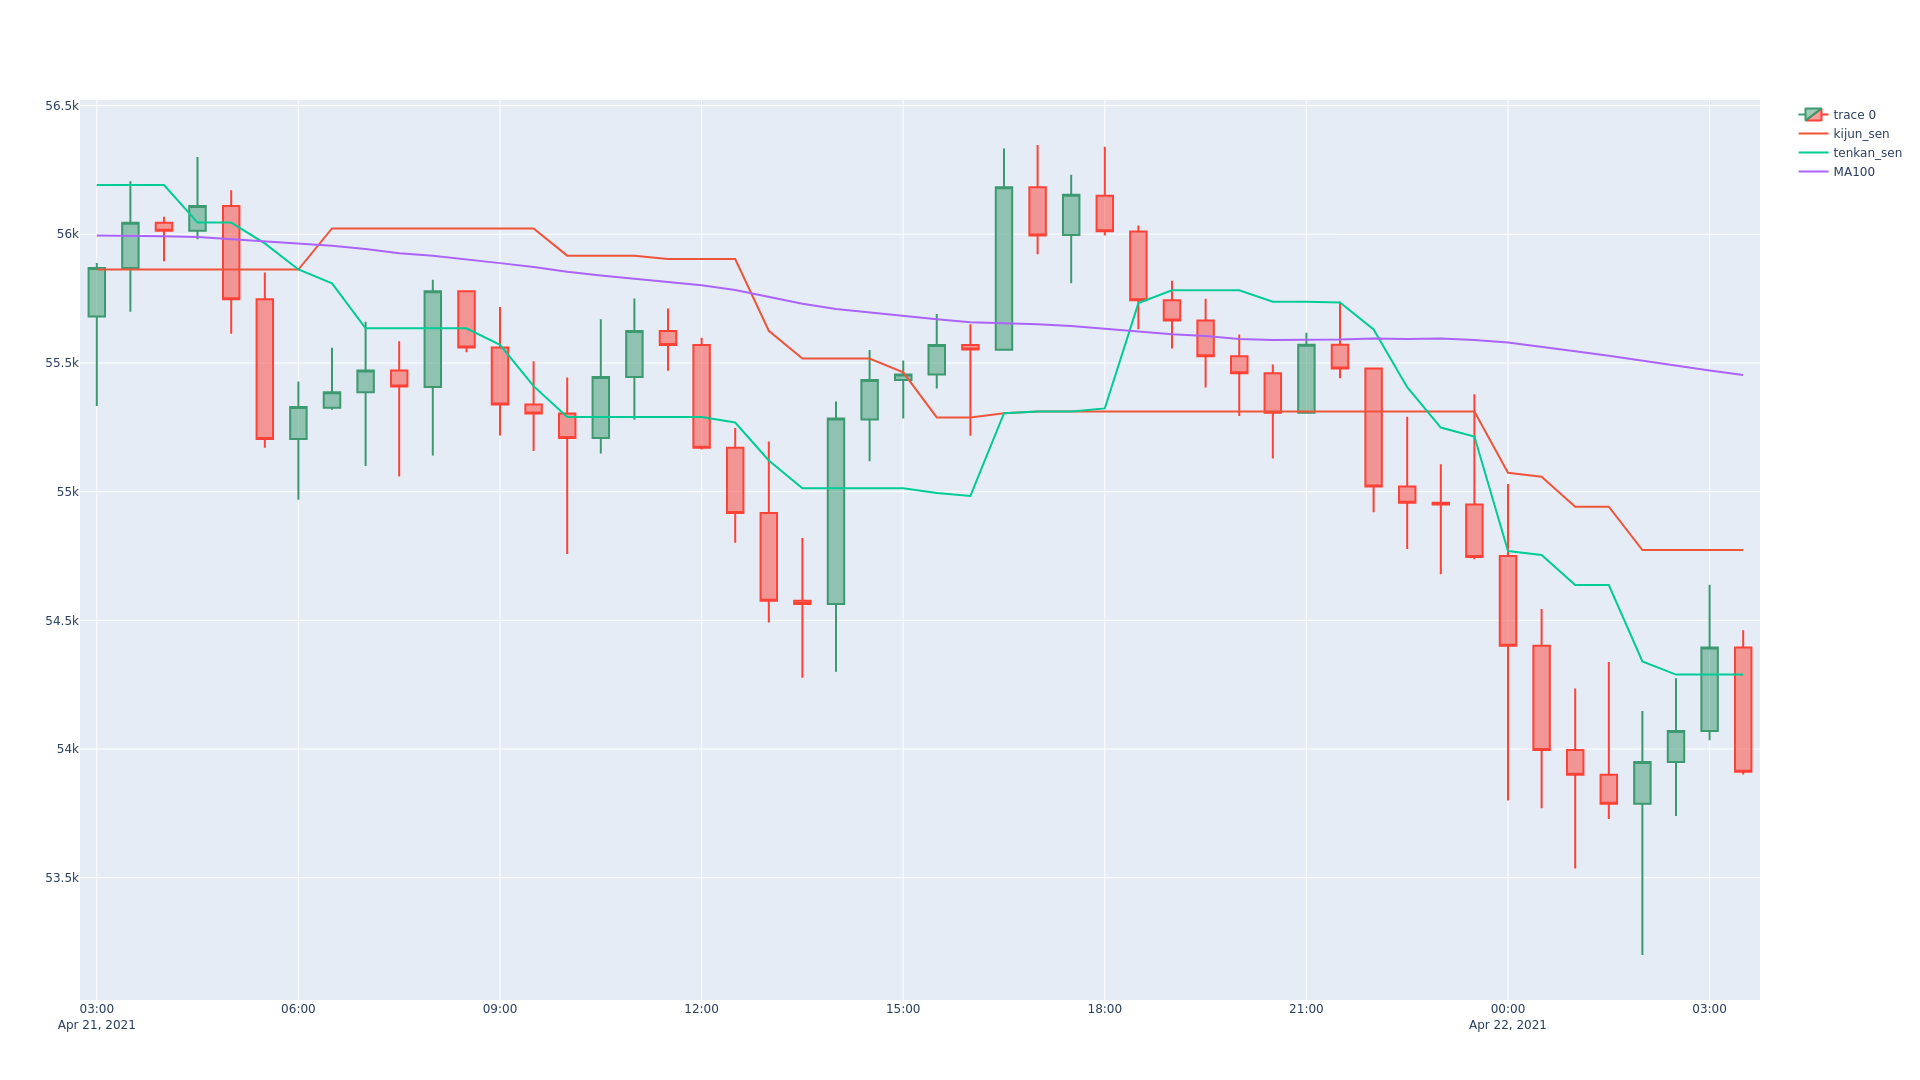 56.5k
56k
55.5k
55k
54.5k
54k
53.5k
03:00 06:00 09:00 12:00 15:00 18:00 21:00 00:00 03:00
Apr 21, 2021 Apr 22, 2021
trace 0
kijun_sen
tenkan_sen
MA100